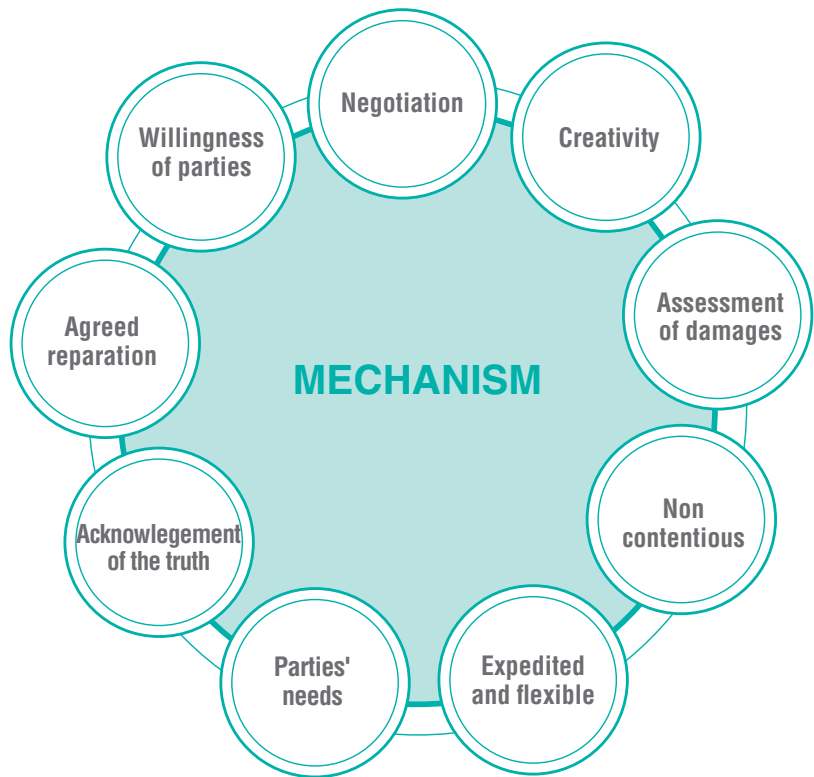 Negotiation
Creativity
Willingness
of parties
Assessment
of damages
Agreed
reparation
MECHANISM
Non
contentious
Acknowlegement
of the truth
Parties'
needs
Expedited
and flexible